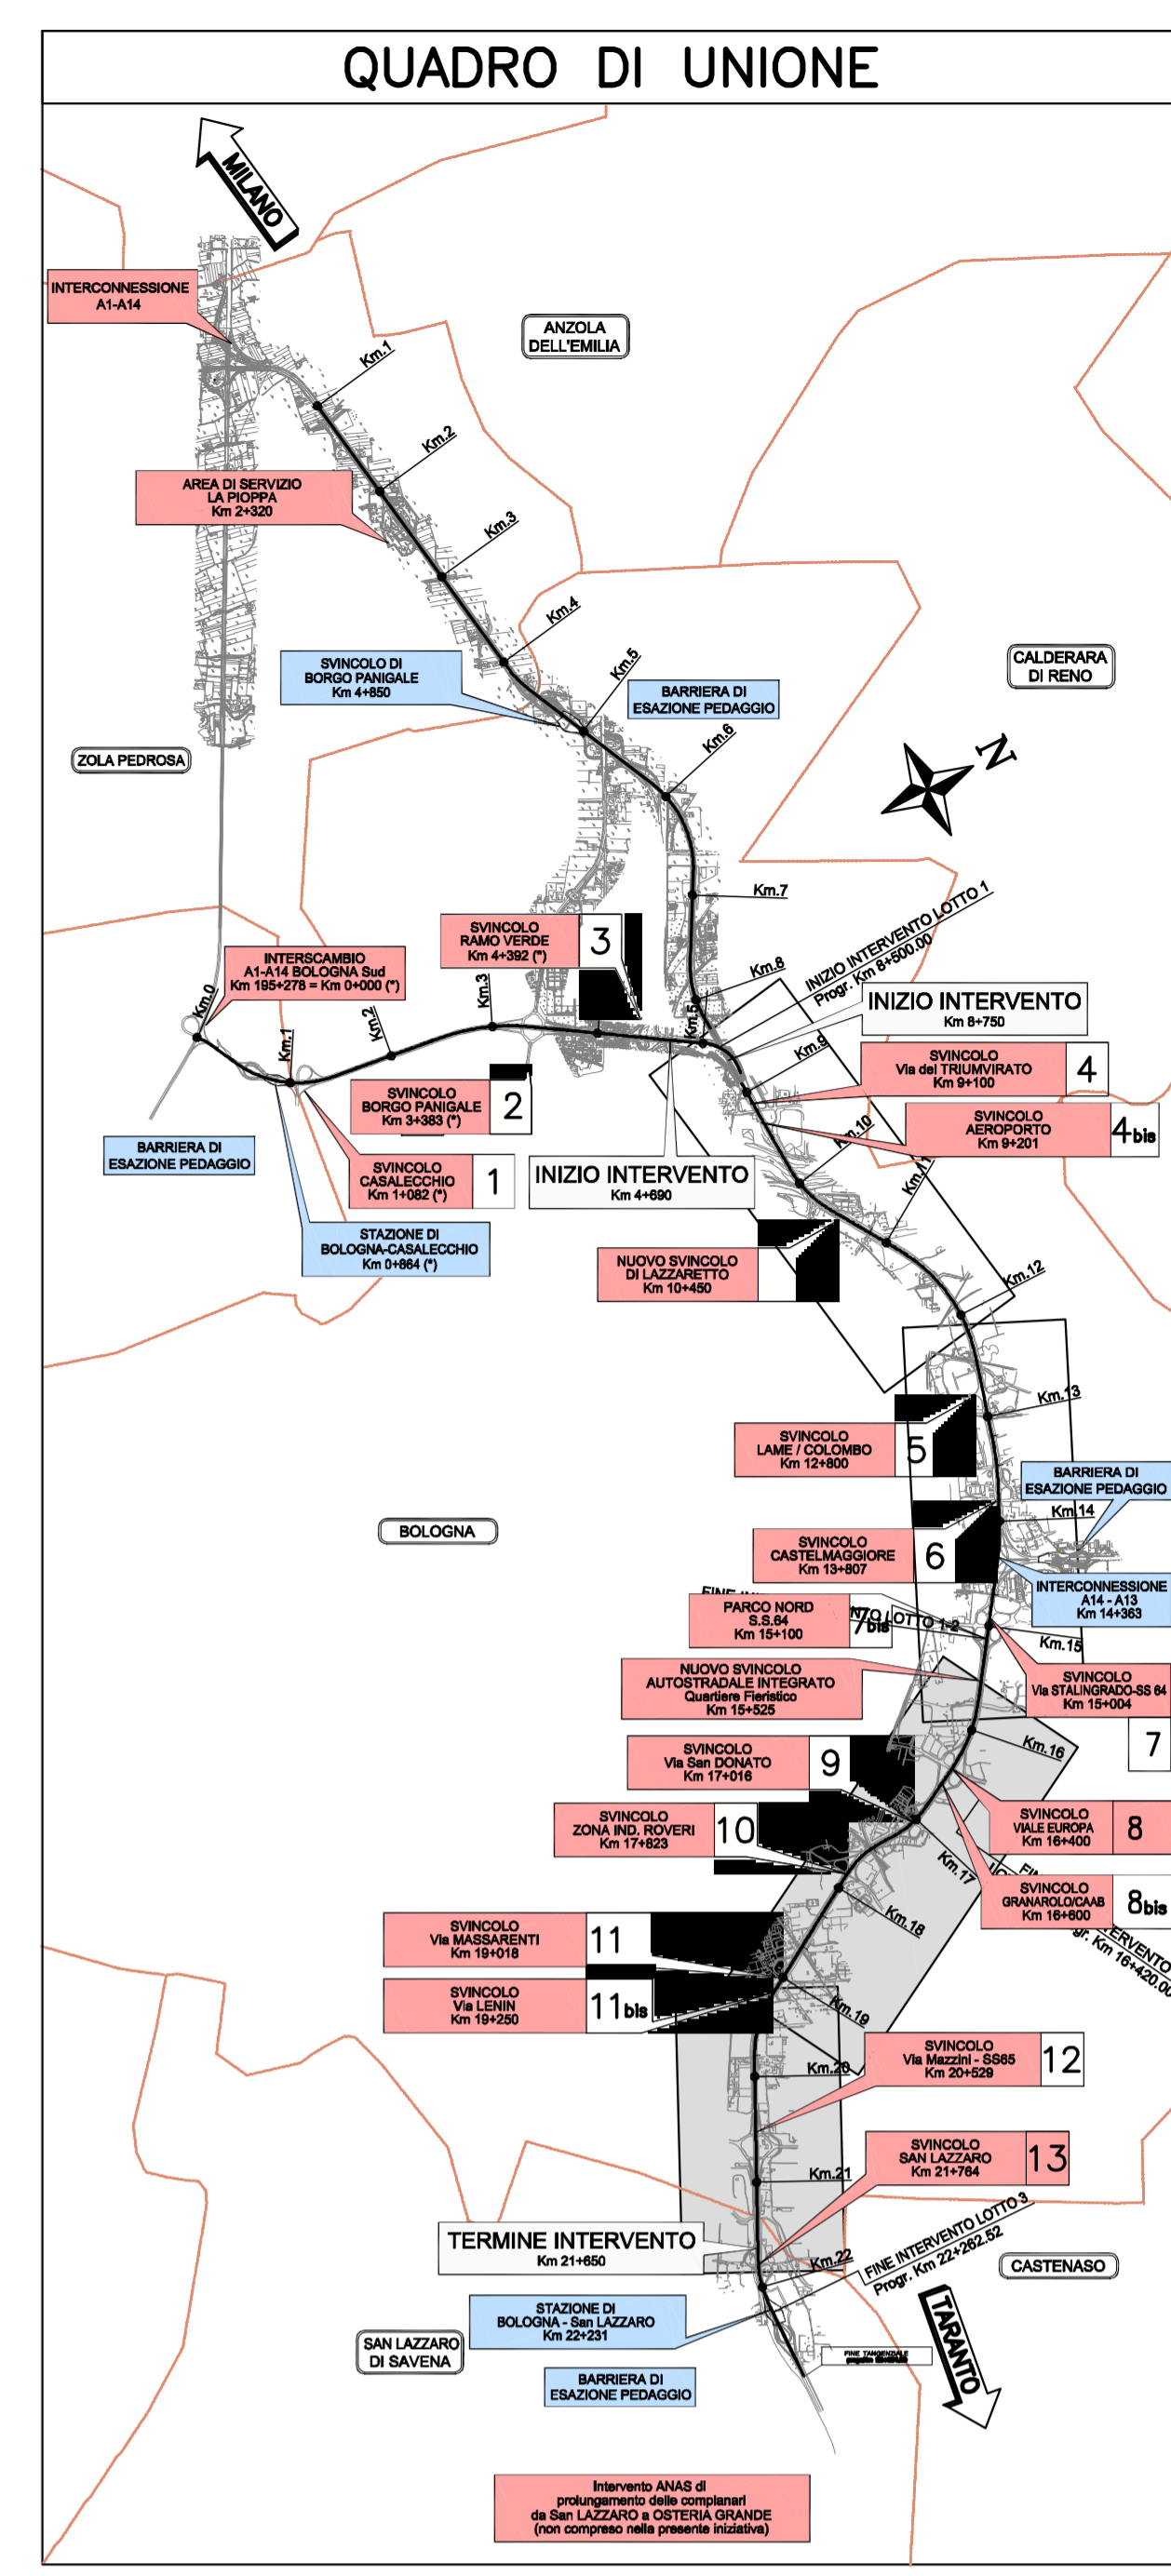 QUADRO DI UNIONE
MILANO
INTERCONNESSIONE
A1-A14
ANZOLA
DELL'EMILIA
Km.1
Km.2
AREA DI SERVIZIO
LA PIOPPA
Km 2+320
Km.3
Km.4
SVINCOLO DI
BORGO PANIGALE
Km 4+850
Km.5
BARRIERA DI
ESAZIONE PEDAGGIO
CALDERARA
DI RENO
Km.6
ZOLA PEDROSA
N
Km.7
INIZIO INTERVENTO LOTTO 1
Progr. Km 8+500.00
SVINCOLO
RAMO VERDE
Km 4+392 (*)
3
INTERSCAMBIO
A1-A14 BOLOGNA Sud
Km 195+278 = Km 0+000 (*)
Km.0
Km.1
Km.2
Km.3
Km.5
Km.8
INIZIO INTERVENTO
Km 8+750
Km.9
SVINCOLO
Via del TRIUMVIRATO
Km 9+100
4
SVINCOLO
BORGO PANIGALE
Km 3+383 (*)
2
SVINCOLO
AEROPORTO
Km 9+201
4bis
Km.10
BARRIERA DI
ESAZIONE PEDAGGIO
SVINCOLO
CASALECCHIO
Km 1+082 (*)
1
INIZIO INTERVENTO
Km 4+690
Km.11
STAZIONE DI
BOLOGNA-CASALECCHIO
Km 0+864 (*)
NUOVO SVINCOLO
DI LAZZARETTO
Km 10+450
Km.12
Km.13
SVINCOLO
LAME / COLOMBO
Km 12+800
5
BARRIERA DI
ESAZIONE PEDAGGIO
Km.14
BOLOGNA
SVINCOLO
CASTELMAGGIORE
Km 13+807
6
INTERCONNESSIONE
A14 - A13
Km 14+363
PARCO NORD
S.S.64
Km 15+100
7bis
LOTTO 1-2
Km.15
NUOVO SVINCOLO
AUTOSTRADALE INTEGRATO
Quartiere Fieristico
Km 15+525
SVINCOLO
Via STALINGRADO-SS 64
Km 15+004
7
Km.16
SVINCOLO
Via San DONATO
Km 17+016
9
SVINCOLO
ZONA IND. ROVERI
Km 17+823
10
SVINCOLO
VIALE EUROPA
Km 16+400
8
Km.17
SVINCOLO
GRANAROLO/CAAB
Km 16+600
8bis
Km.18
Km 16+420.00
SVINCOLO
Via MASSARENTI
Km 19+018
11
SVINCOLO
Via LENIN
Km 19+250
11bis
Km.19
SVINCOLO
Via Mazzini - SS65
Km 20+529
12
Km.20
SVINCOLO
SAN LAZZARO
Km 21+764
13
Km.21
TERMINE INTERVENTO
Km 21+650
Km.22
FINE INTERVENTO LOTTO 3
Progr. Km 22+262.52
CASTENASO
STAZIONE DI
BOLOGNA - San LAZZARO
Km 22+231
SAN LAZZARO
DI SAVENA
FINE TANGENZIALE
TARANTO
BARRIERA DI
ESAZIONE PEDAGGIO
Intervento ANAS di
prolungamento delle complanari
da San LAZZARO a OSTERIA GRANDE
(non compreso nella presente iniziativa)